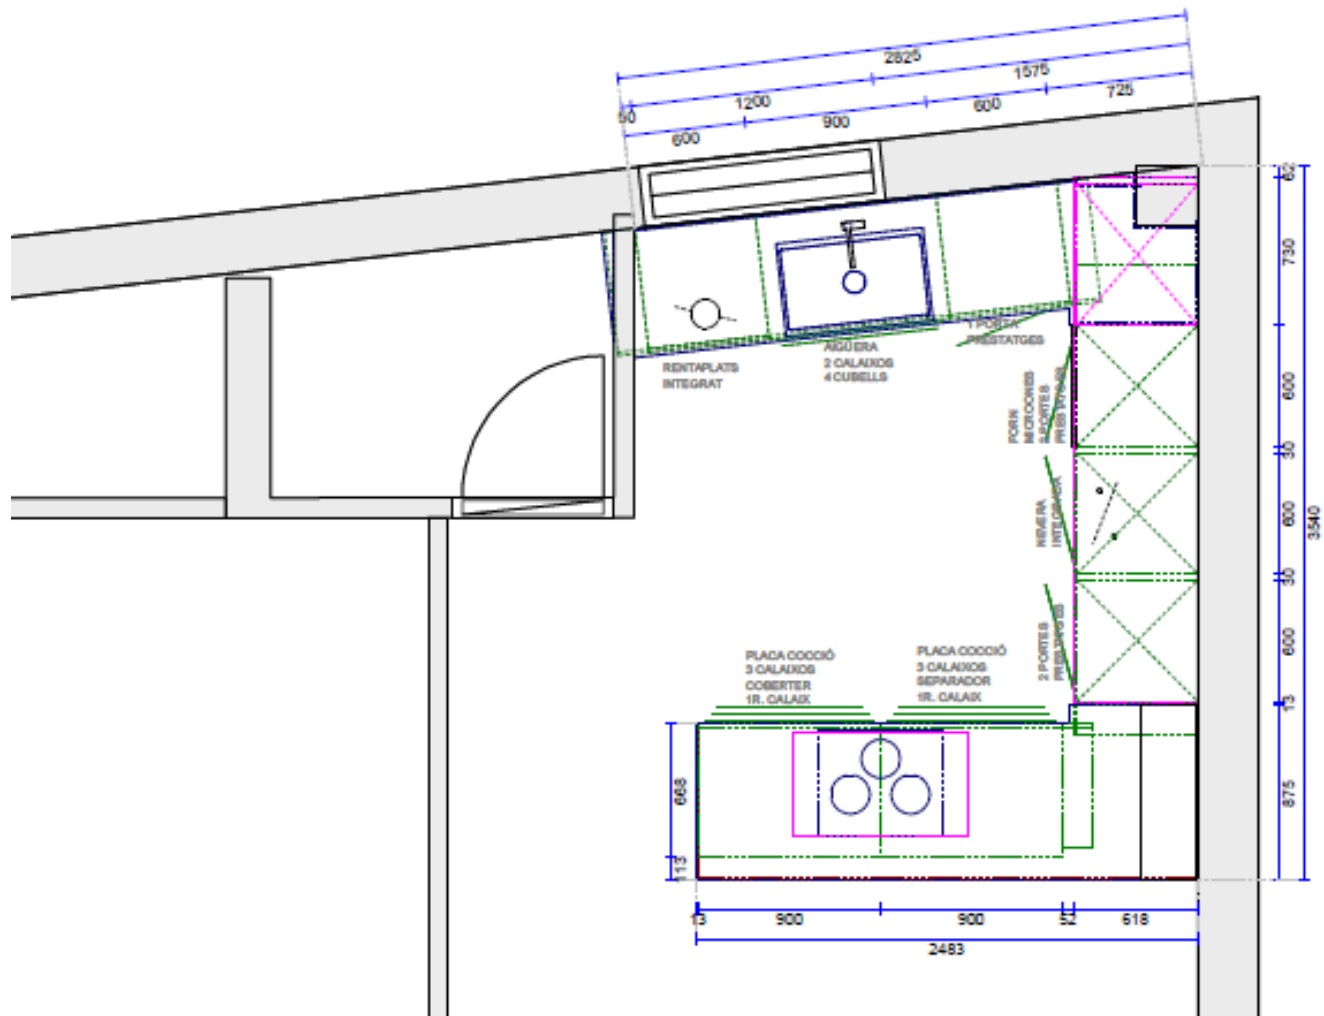 2825
1575
1200
725
50
600
900
600
62
730
600
30
600
30
600
13
875
3540
1 PORTA
PRESTATGES
AIGÜERA
2 CALAIXOS
4 CUBELLS
RENTAPLATS
INTEGRAT
FORN
MICROONES
2 PORTES
PRESTATGES
NEVERA
INTEGRADA
2 PORTES
PRESTATGES
PLACA COCCIÓ
3 CALAIXOS
COBERTER
1R. CALAIX
PLACA COCCIÓ
3 CALAIXOS
SEPARADOR
1R. CALAIX
668
113
13
900
900
52
618
2483